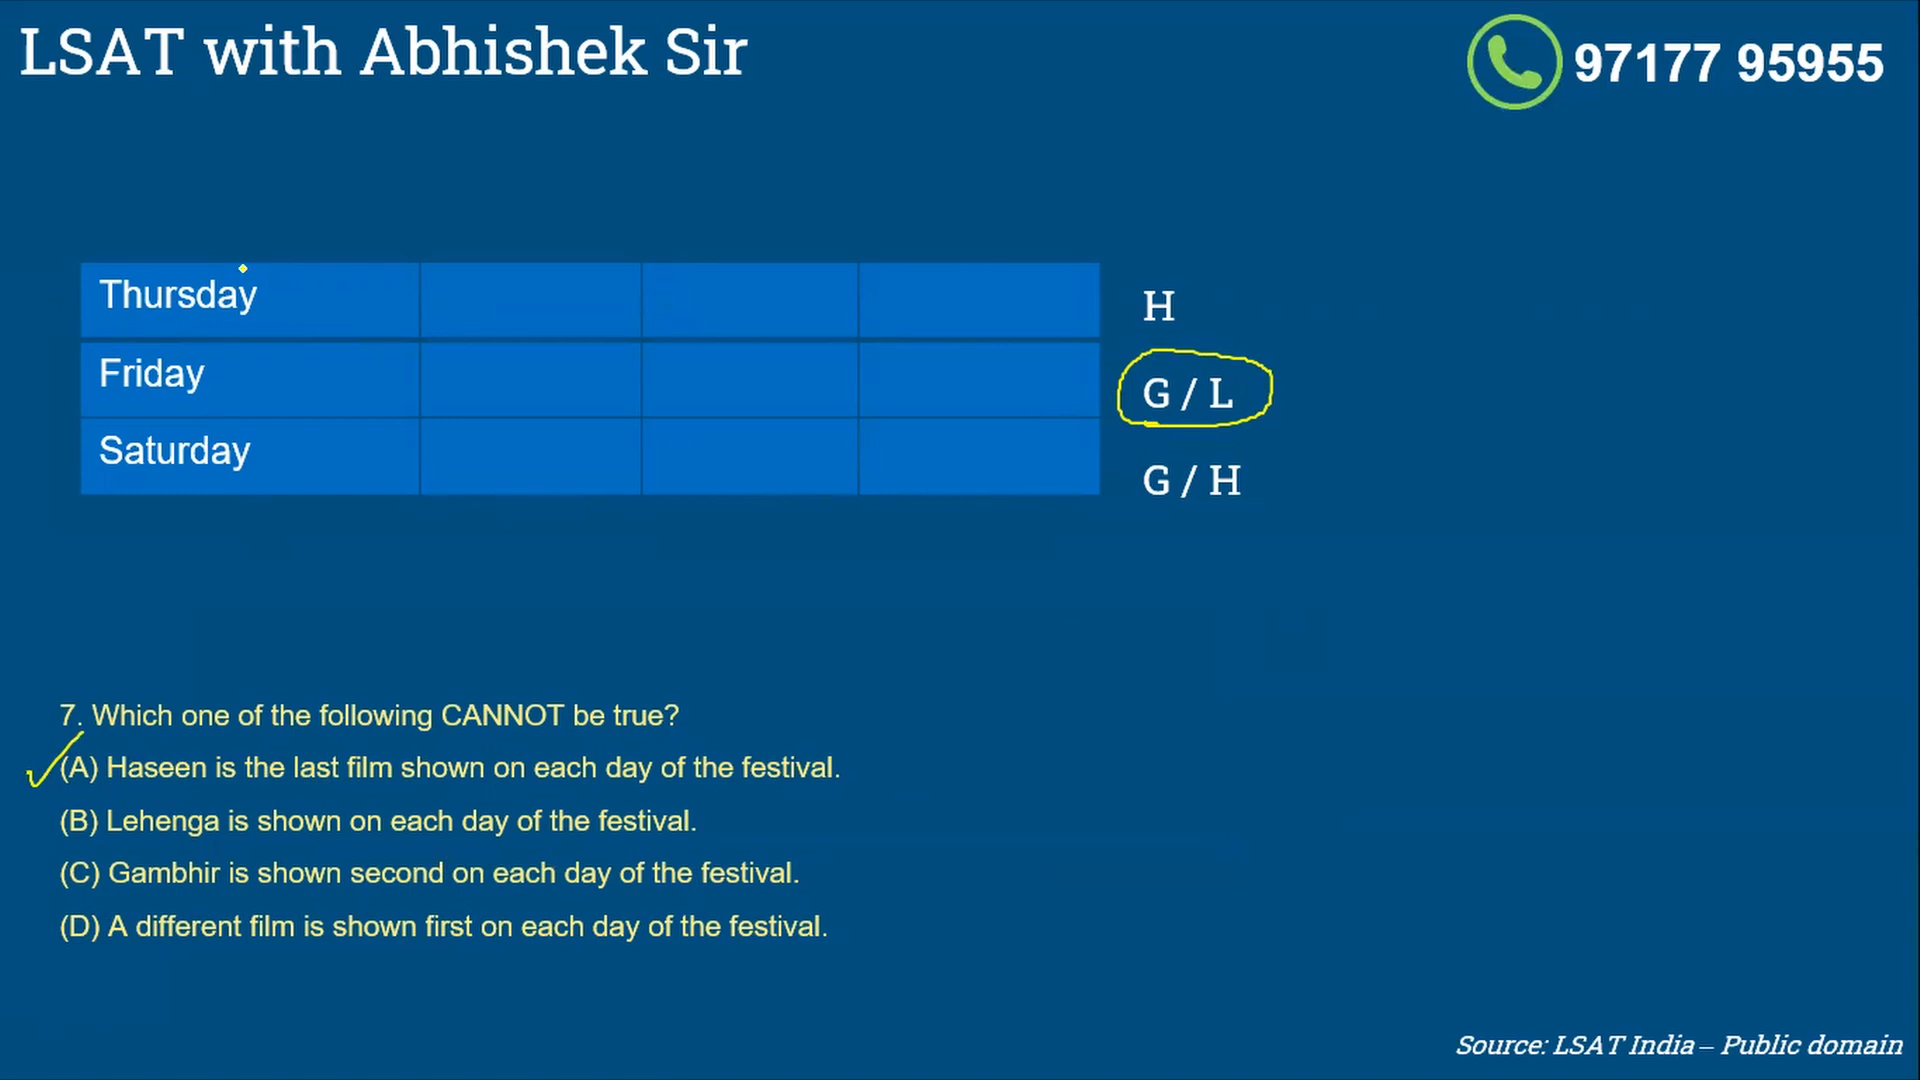 LSAT with Abhishek Sir
97177 95955
Thursday
H
Friday
G / L
Saturday
G / H
7. Which one of the following CANNOT be true?
(A) Haseen is the last film shown on each day of the festival.
(B) Lehenga is shown on each day of the festival.
(C) Gambhir is shown second on each day of the festival.
(D) A different film is shown first on each day of the festival.
Source: LSAT India – Public domain